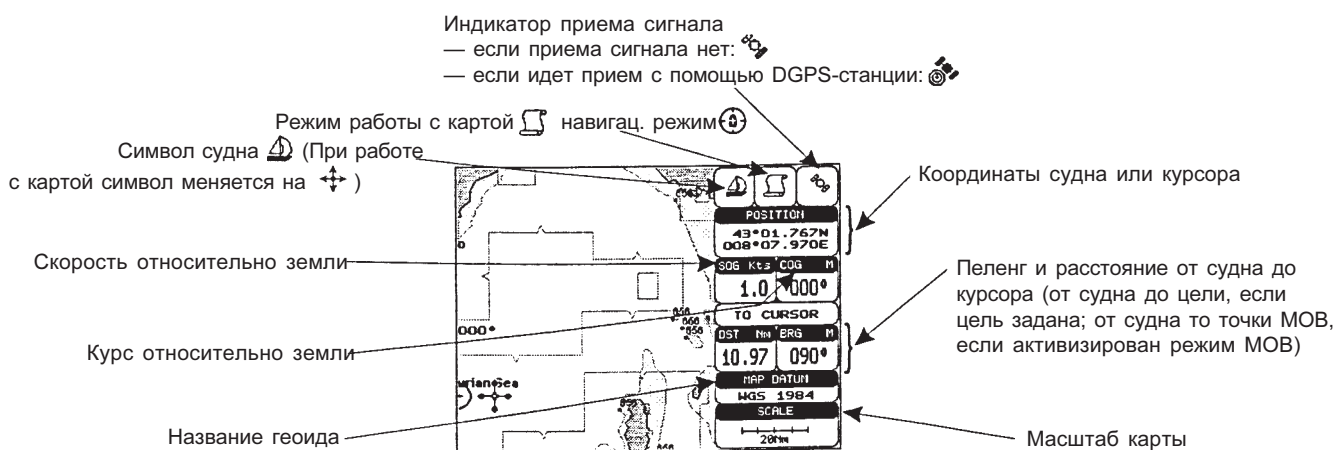 Индикатор приема сигнала
— если приема сигнала нет:
— если идет прием с помощью DGPS-станции:
Режим работы с картой навигац. режим
Символ судна (При работе
с картой символ меняется на )
Координаты судна или курсора
POSITION
43°01.767N
008°07.970E
Скорость относительно земли
SOG Kts COG M
1.0 000°
Пеленг и расстояние от судна до
курсора (от судна до цели, если
цель задана; от судна то точки MOB,
если активизирован режим MOB)
TO CURSOR
000°
Курс относительно земли
DST Nm BRG M
10.97 090°
MAP DATUM
WGS 1984
urianSea
SCALE
20Nm
Название геоида
Масштаб карты